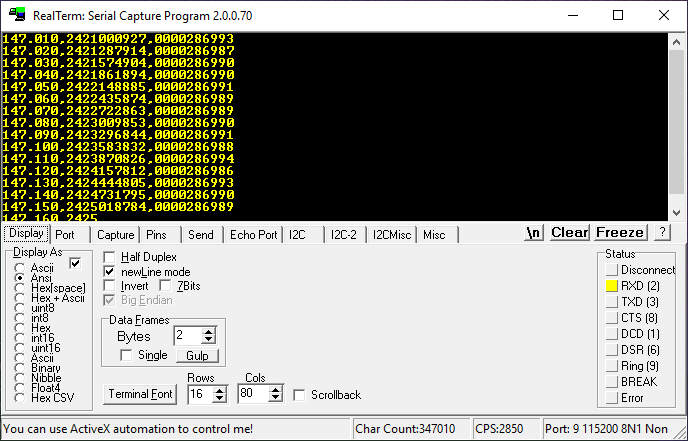 RealTerm: Serial Capture Program 2.0.0.70
147.010,2421000927,0000286993
147.020,2421287914,0000286987
147.030,2421574904,0000286990
147.040,2421861894,0000286990
147.050,2422148885,0000286991
147.060,2422435874,0000286989
147.070,2422722863,0000286989
147.080,2423009853,0000286990
147.090,2423296844,0000286991
147.100,2423583832,0000286988
147.110,2423870826,0000286994
147.120,2424157812,0000286986
147.130,2424444805,0000286993
147.140,2424731795,0000286990
147.150,2425018784,0000286989
147.160,2425
Display Port Capture Pins Send Echo Port I2C I2C-2 I2CMisc Misc \n Clear Freeze ?
Display As
Ascii
Ansi
Hex[space]
Hex + Ascii
uint8
int8
Hex
int16
uint16
Ascii
Binary
Nibble
Float4
Hex CSV
Half Duplex
newLine mode
Invert 7Bits
Big Endian
Data Frames
Bytes 2
Single Gulp
Rows Cols
Terminal Font 16 80 Scrollback
Status
Disconnect
RXD (2)
TXD (3)
CTS (8)
DCD (1)
DSR (6)
Ring (9)
BREAK
Error
You can use ActiveX automation to control me! Char Count:347010 CPS:2850 Port: 9 115200 8N1 No